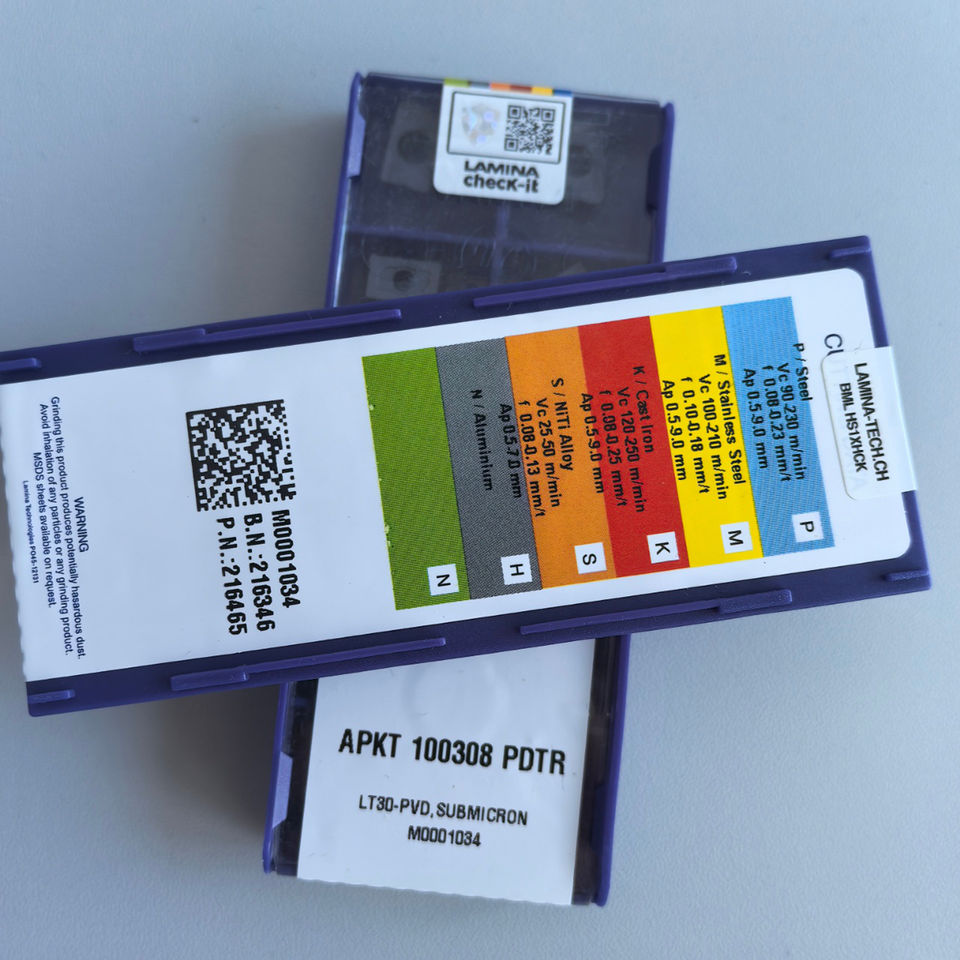 LAMINA
check-it
CU
LAMINA-TECH.CH
BML HS1XHCK
P / Steel
Vc 90-230 m/min
f 0.08-0.23 mm/t
Ap 0.5-9.0 mm
M / Stainless Steel
Vc 100-210 m/min
f 0.10-0.18 mm/t
Ap 0.5-9.0 mm
K / Cast Iron
Vc 120-250 m/min
f 0.08-0.25 mm/t
Ap 0.5-9.0 mm
S / NiTi Alloy
Vc 25-50 m/min
f 0.08-0.13 mm/t
Ap 0.5-7.0 mm
N / Aluminium
P
M
K
S
H
N
M0001034
B.N.:216346
P.N.:216465
WARNING
Grinding this product produces potentially hasardous dust.
Avoid inhalation of any particles or any grinding product.
MSDS sheets available on request.
APKT 100308 PDTR
LT30-PVD, SUBMICRON
M0001034